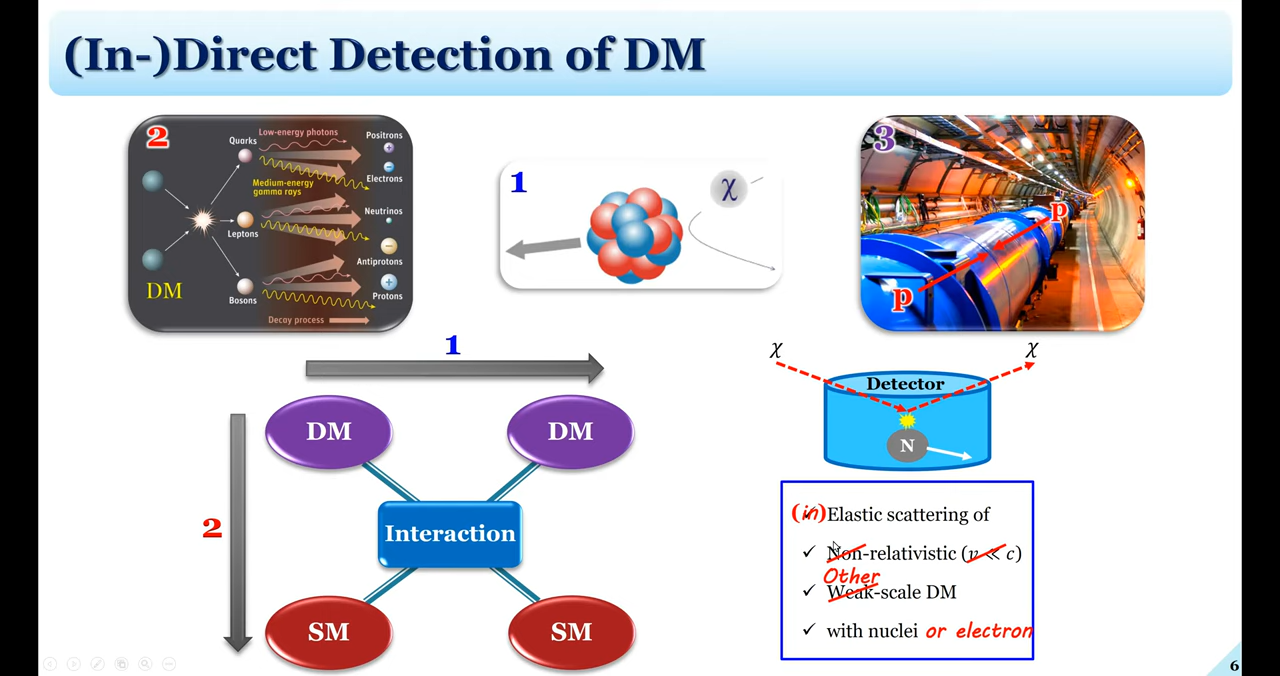 (In-)Direct Detection of DM
2
Quarks
Low-energy photons
Positrons
Medium-energy
gamma rays
Electrons
Leptons
Neutrinos
Antiprotons
DM
Bosons
Protons
Decay process
1
χ
3
p
p
1
2
DM
DM
Interaction
SM
SM
χ
χ
Detector
N
(in) Elastic scattering of
✓ Non-relativistic (v ≪ c)
Other
✓ Weak-scale DM
✓ with nuclei or electron
6